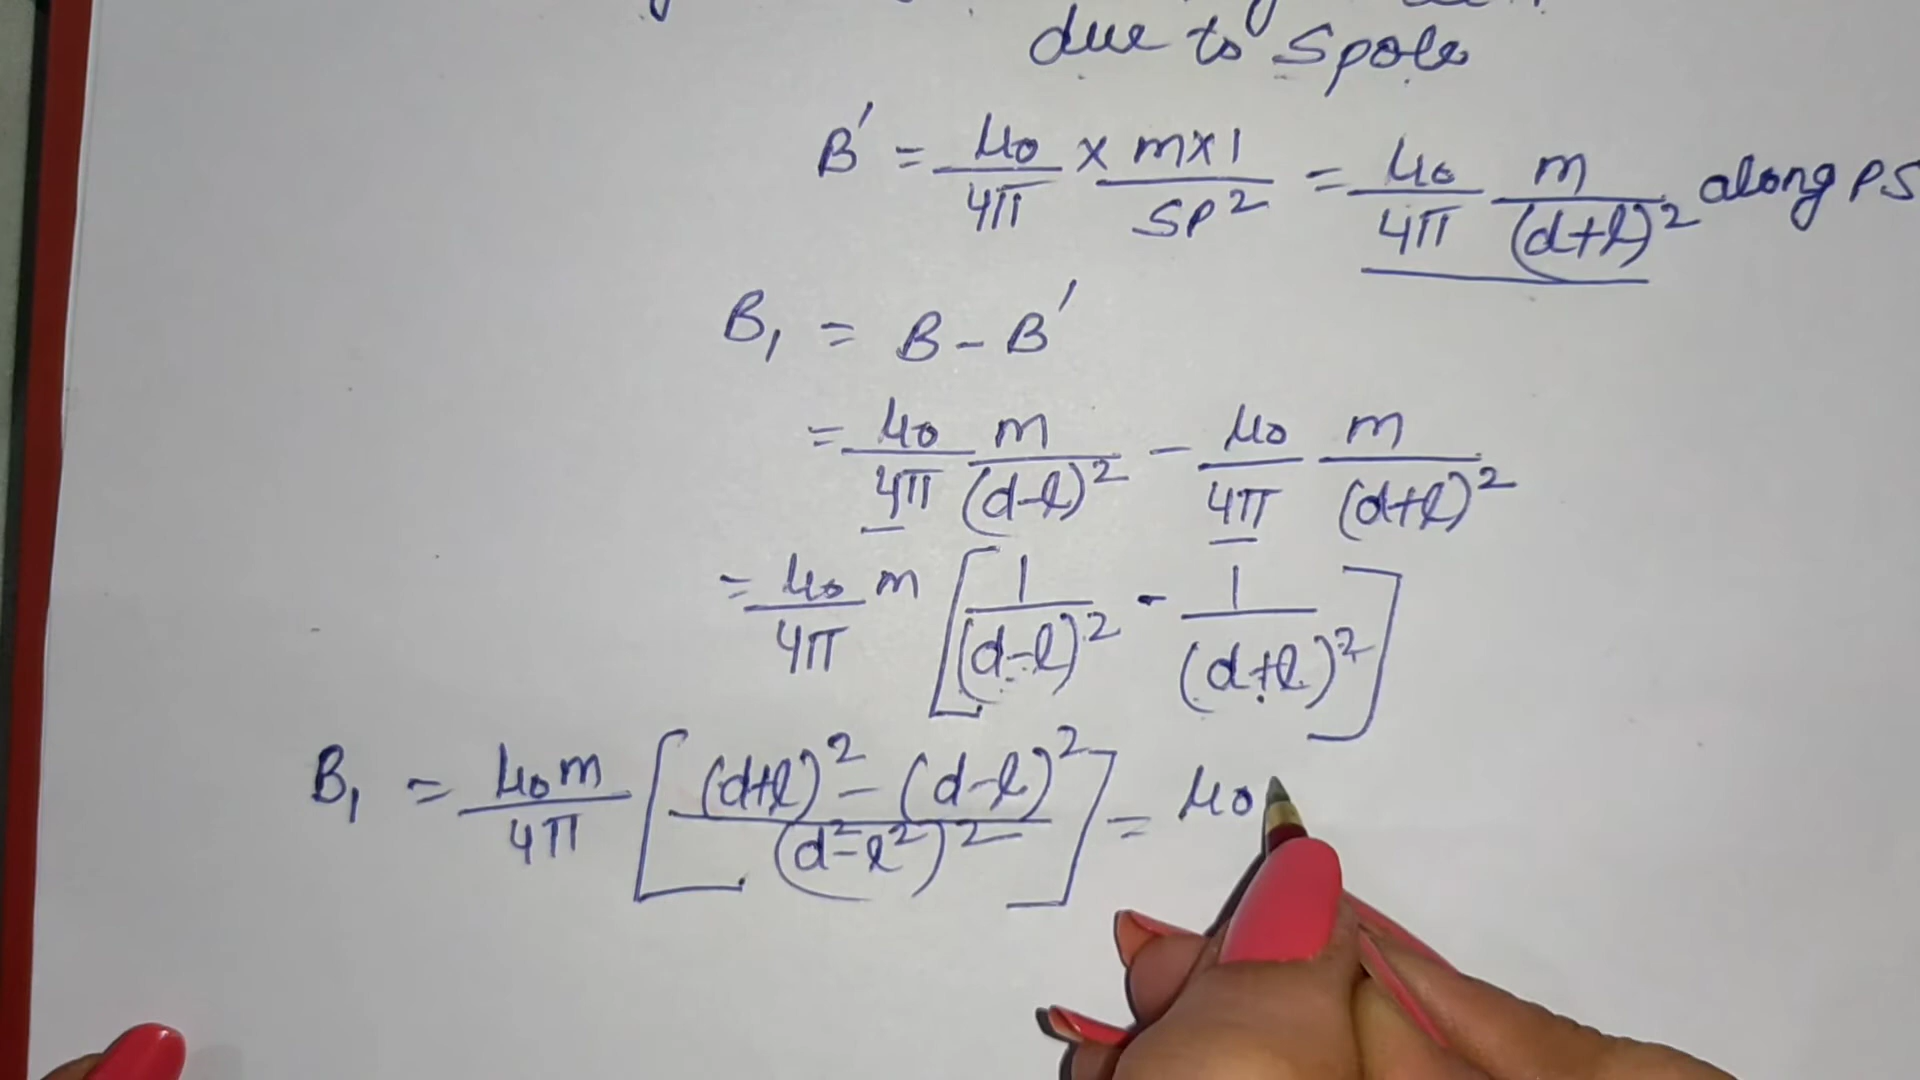 due to S pole
B' = μ0/4π × m×1/SP² = μ0/4π m/(d+l)² along PS
B₁ = B - B'
= μ0/4π m/(d-l)² - μ0/4π m/(d+l)²
= μ0/4π m [1/(d-l)² - 1/(d+l)²]
B₁ = μ0m/4π [(d+l)² - (d-l)²/(d²-l²)²] = μ0